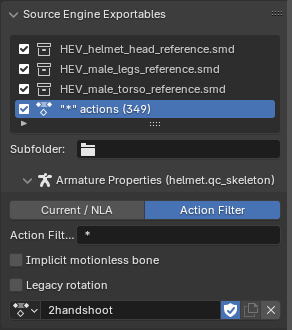 Source Engine Exportables
HEV_helmet_head_reference.smd
HEV_male_legs_reference.smd
HEV_male_torso_reference.smd
"*" actions (349)
Subfolder:
Armature Properties (helmet.qc_skeleton)
Current / NLA Action Filter
Action Filt... *
Implicit motionless bone
Legacy rotation
2handshoot